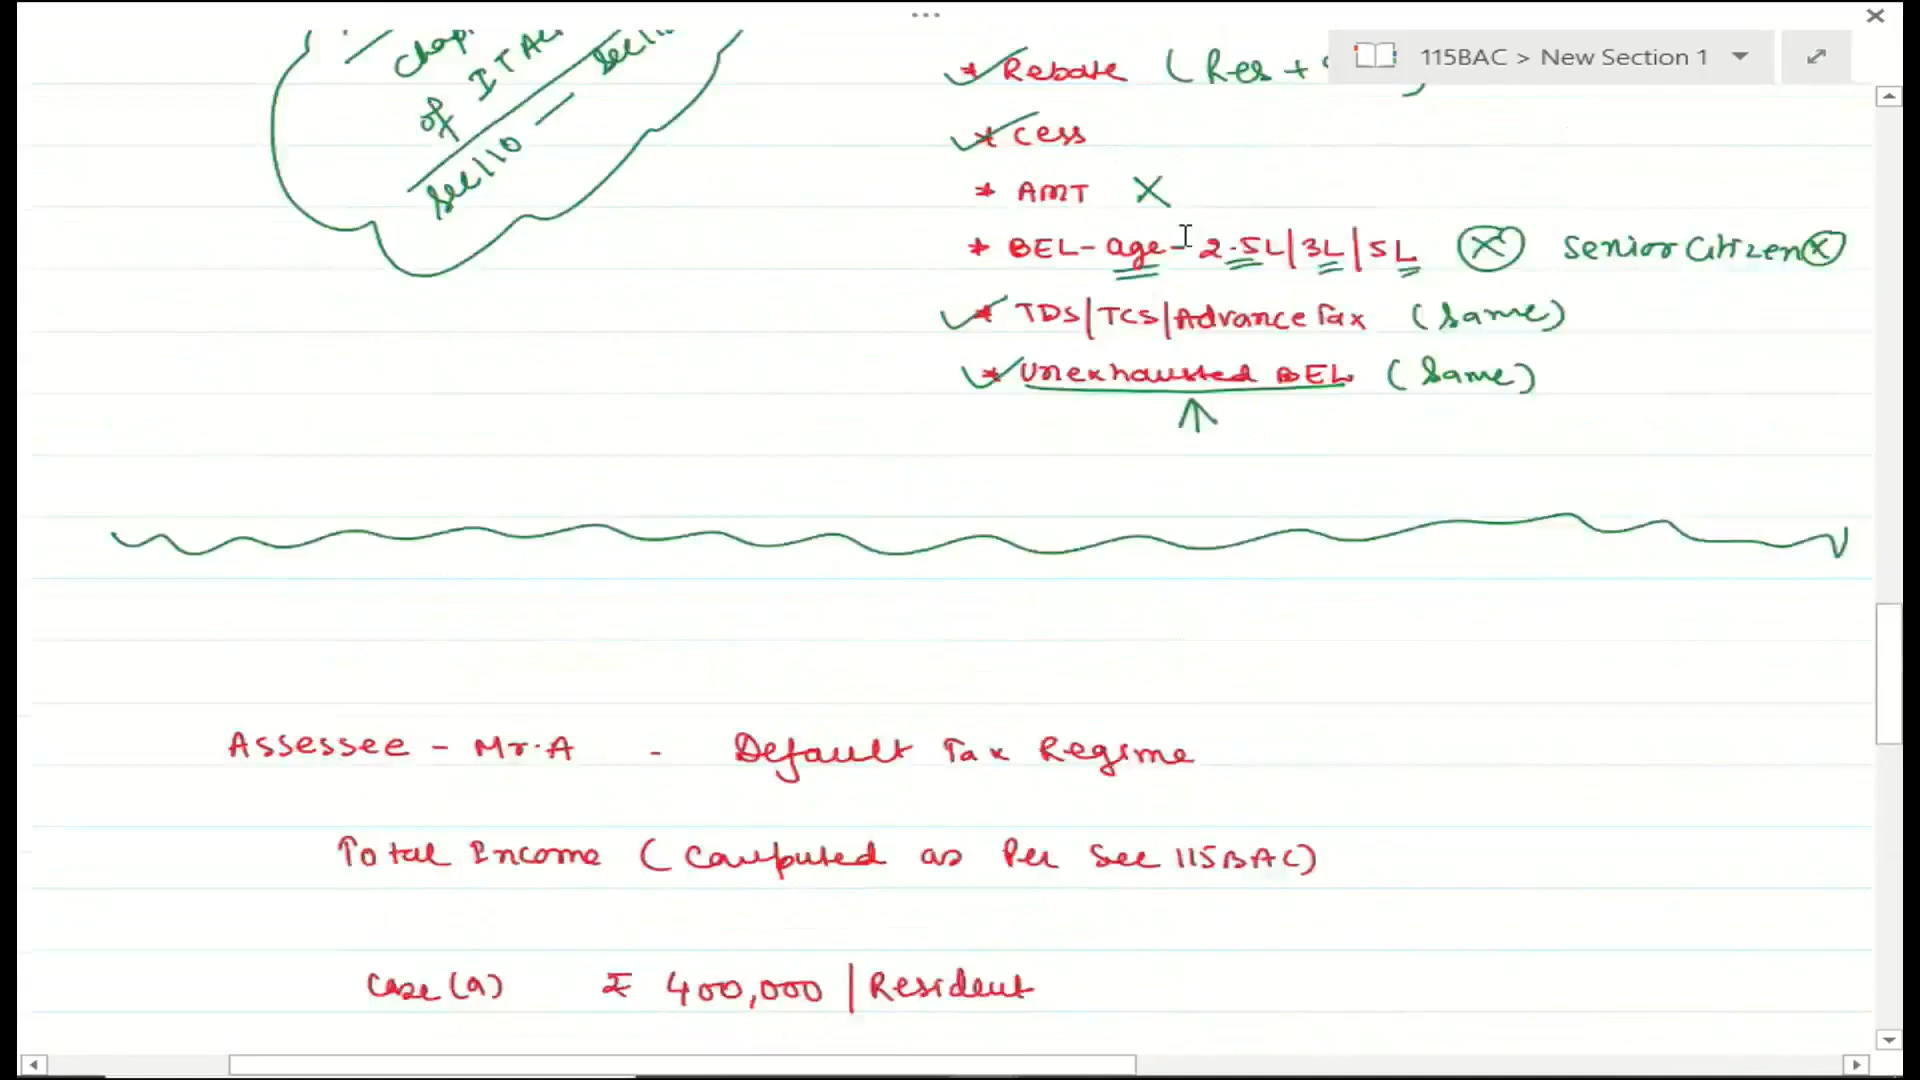 115BAC > New Section 1
Chap.
of ITAct
Sec110 —
* Rebate (Res +
* Cess
* AMT X
* BEL - age - 2.5L|3L|5L X Senior Citizen X
* TDS|TCS|Advance Tax (Same)
* Unexhausted BEL (Same)
Assessee - Mr.A - Default Tax Regime
Total Income (Computed as Per Sec 115BAC)
Case (a) ₹ 400,000 | Resident